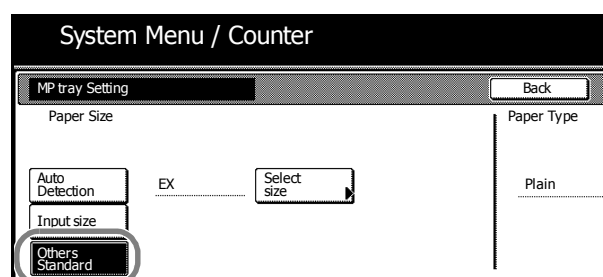 System Menu / Counter
MP tray Setting
Back
Paper Size
Paper Type
Auto
Detection
EX
Select
size
Plain
Input size
Others
Standard